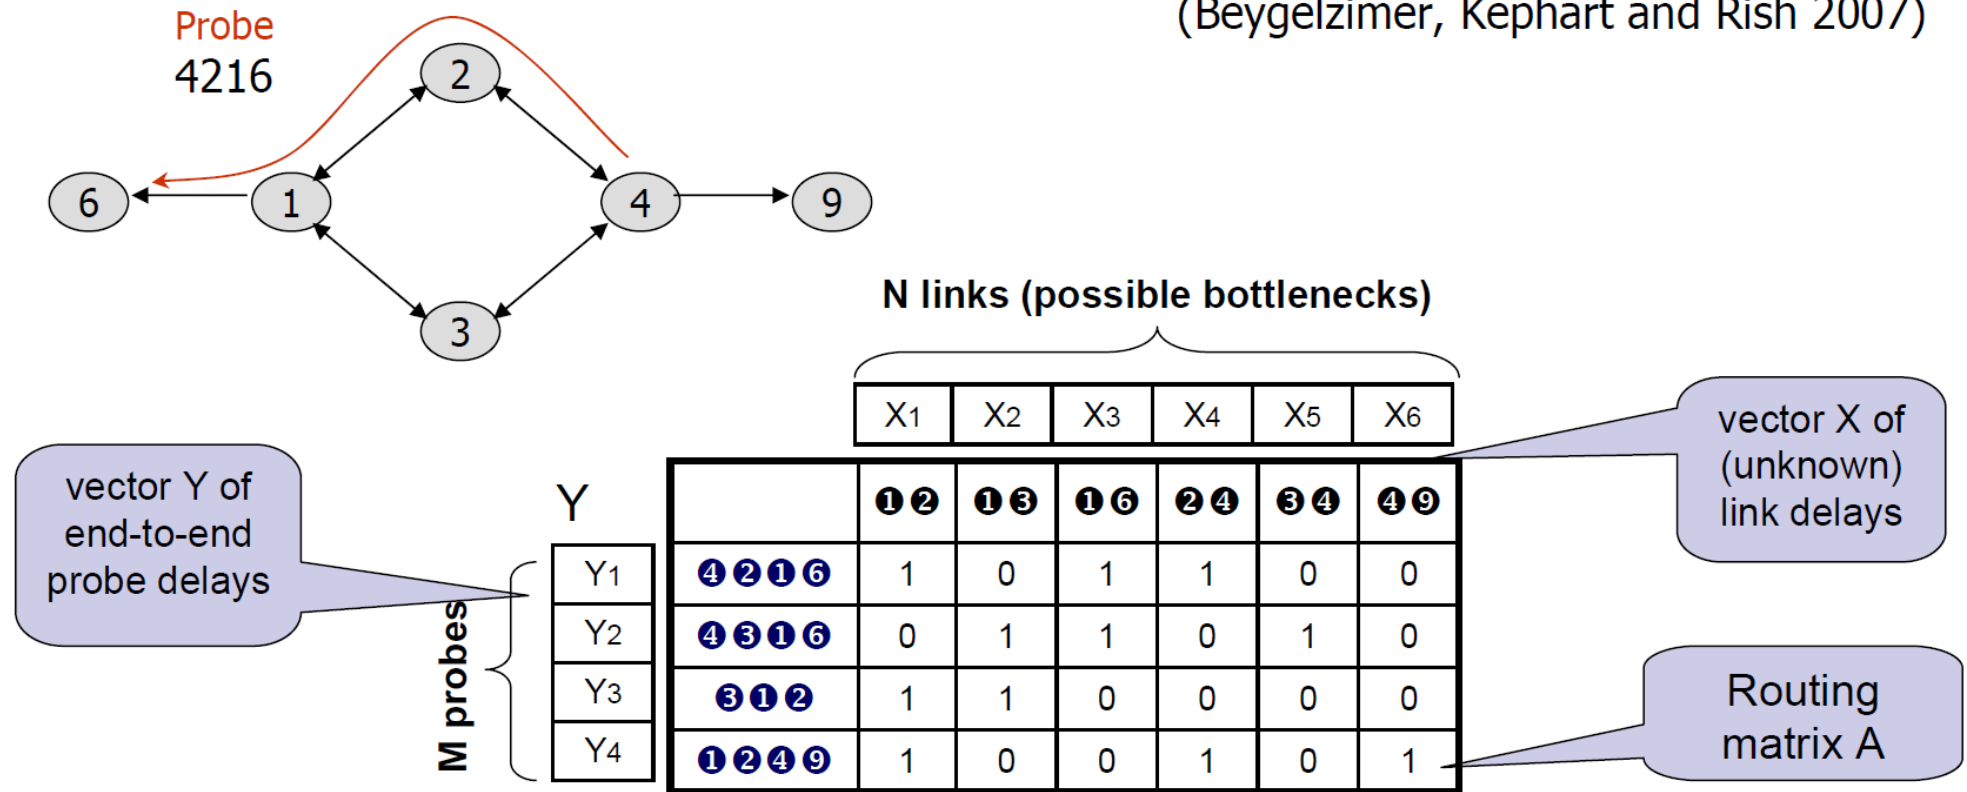 (Beygelzimer, Kephart and Rish 2007)
Probe
4216
2
6
1
4
9
3
N links (possible bottlenecks)
X1 X2 X3 X4 X5 X6
vector X of
(unknown)
link delays
vector Y of
end-to-end
probe delays
Y
❶❷ ❶❸ ❶❻ ❷❹ ❸❹ ❹❾
M probes
Y1 ❹❷❶❻ 1 0 1 1 0 0
Y2 ❹❸❶❻ 0 1 1 0 1 0
Y3 ❸❶❷ 1 1 0 0 0 0
Y4 ❶❷❹❾ 1 0 0 1 0 1
Routing
matrix A